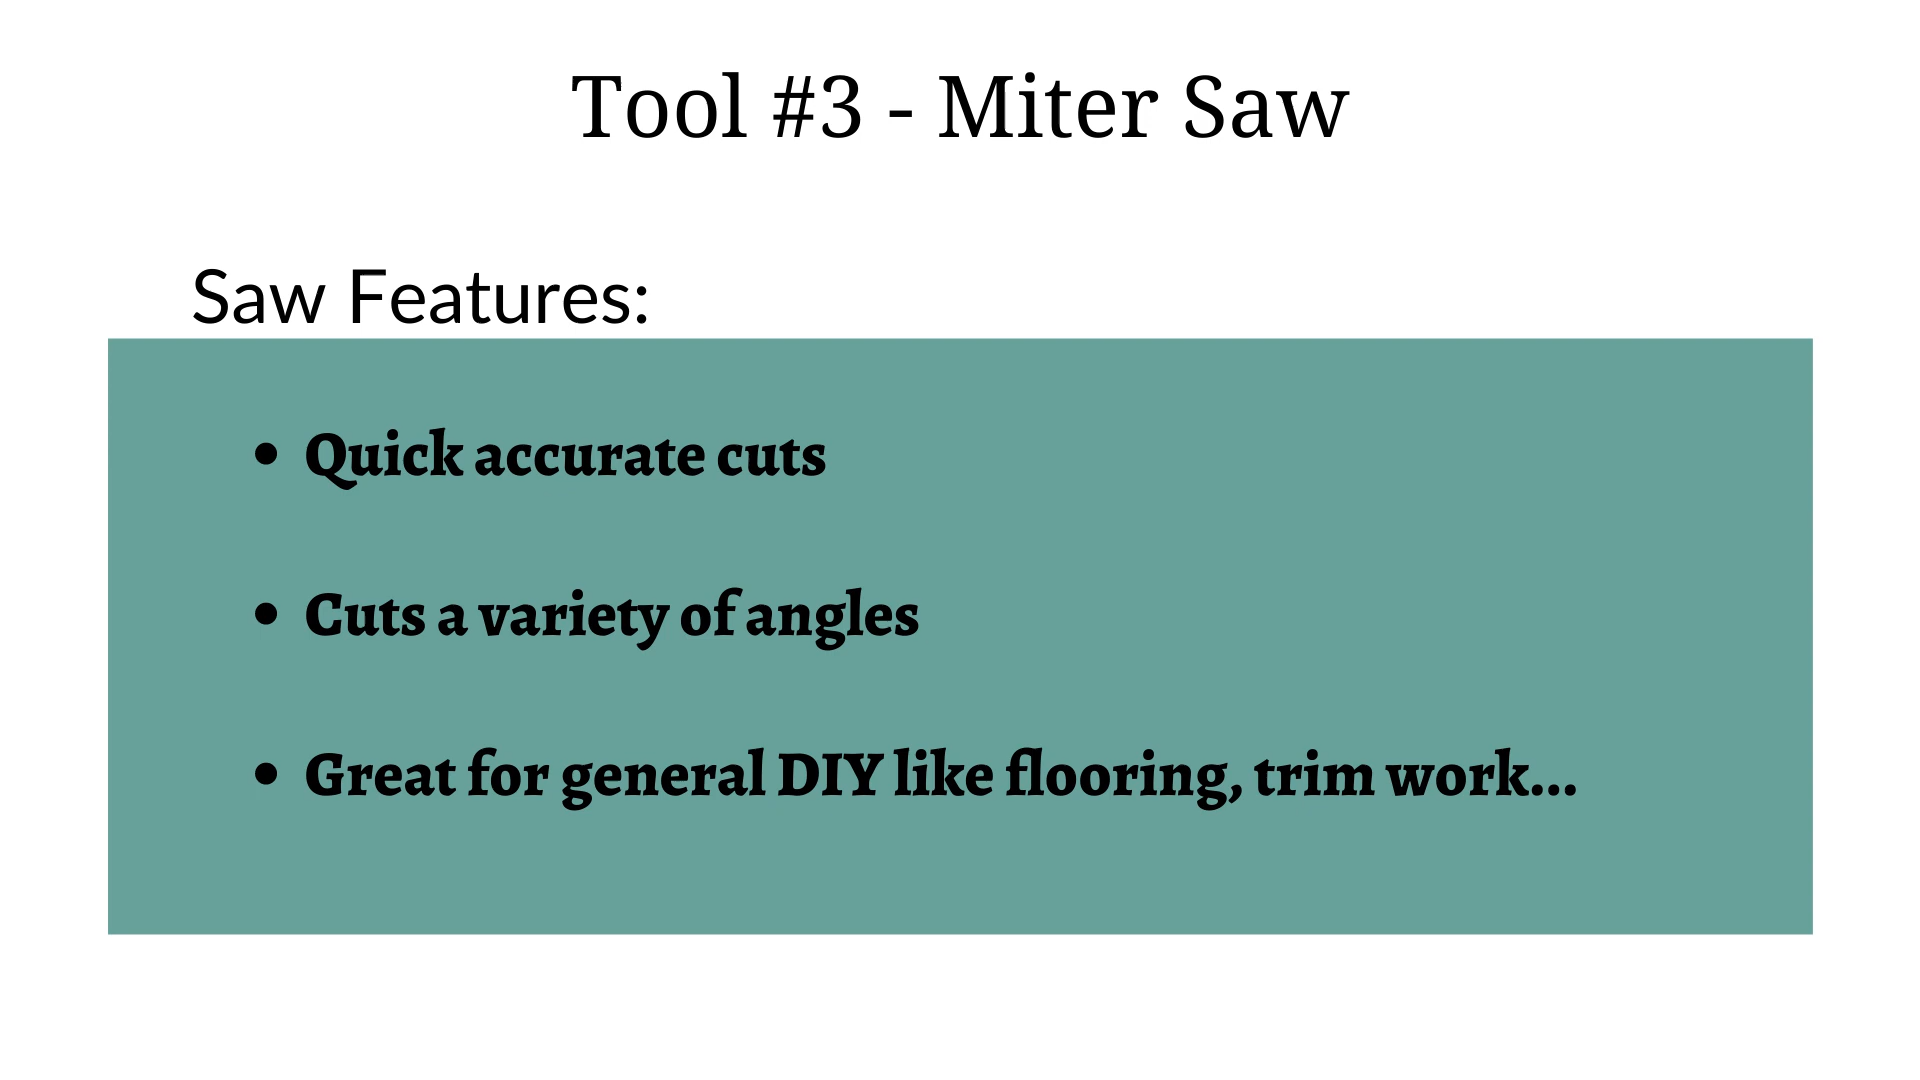 Tool #3 - Miter Saw
Saw Features:
• Quick accurate cuts
• Cuts a variety of angles
• Great for general DIY like flooring, trim work...